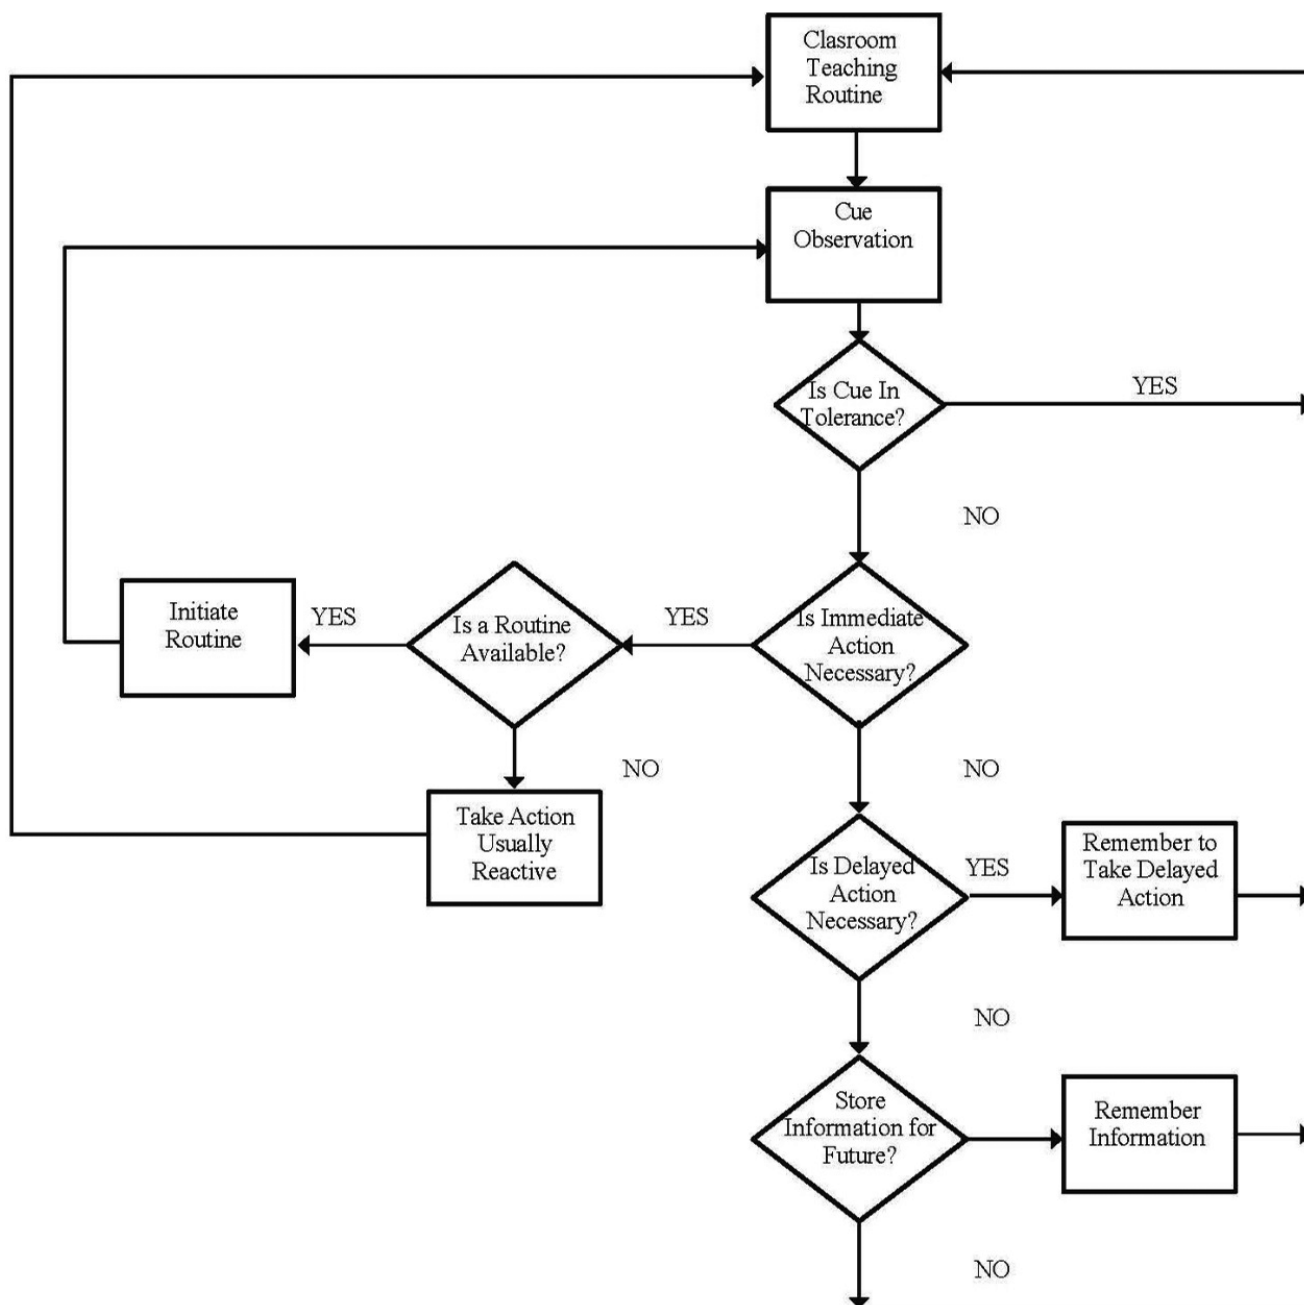 Clasroom
Teaching
Routine
Cue
Observation
Is Cue In
Tolerance?
YES
NO
Initiate
Routine
YES
Is a Routine
Available?
YES
Is Immediate
Action
Necessary?
NO
NO
Take Action
Usually
Reactive
Is Delayed
Action
Necessary?
YES
Remember to
Take Delayed
Action
NO
Store
Information for
Future?
Remember
Information
NO